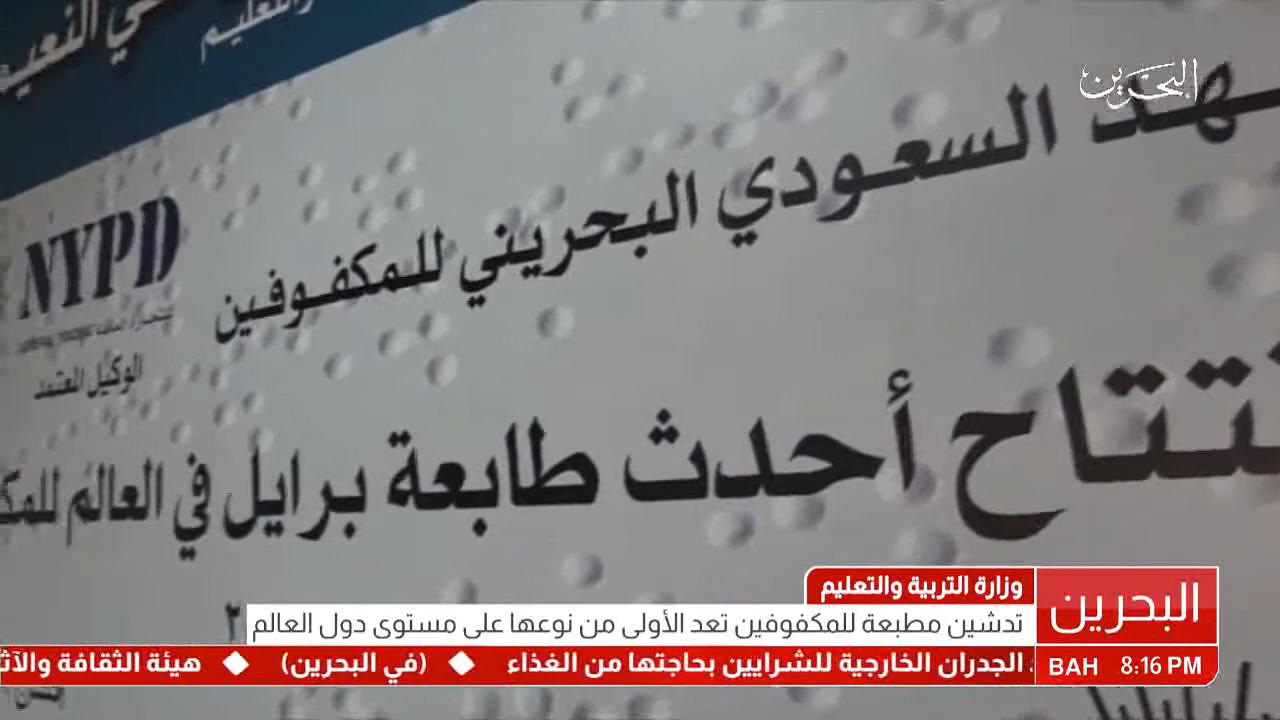 والتعليم
البحرين
السعودي البحريني للمكفوفين
NYPD
الوكيل المعتمد
أحدث طابعة برايل في العالم
وزارة التربية والتعليم
البحرين
تدشين مطبعة للمكفوفين تعد الأولى من نوعها على مستوى دول العالم
الجدران الخارجية للشرايين بحاجتها من الغذاء ◆ (في البحرين) ◆ هيئة الثقافة
BAH 8:16 PM